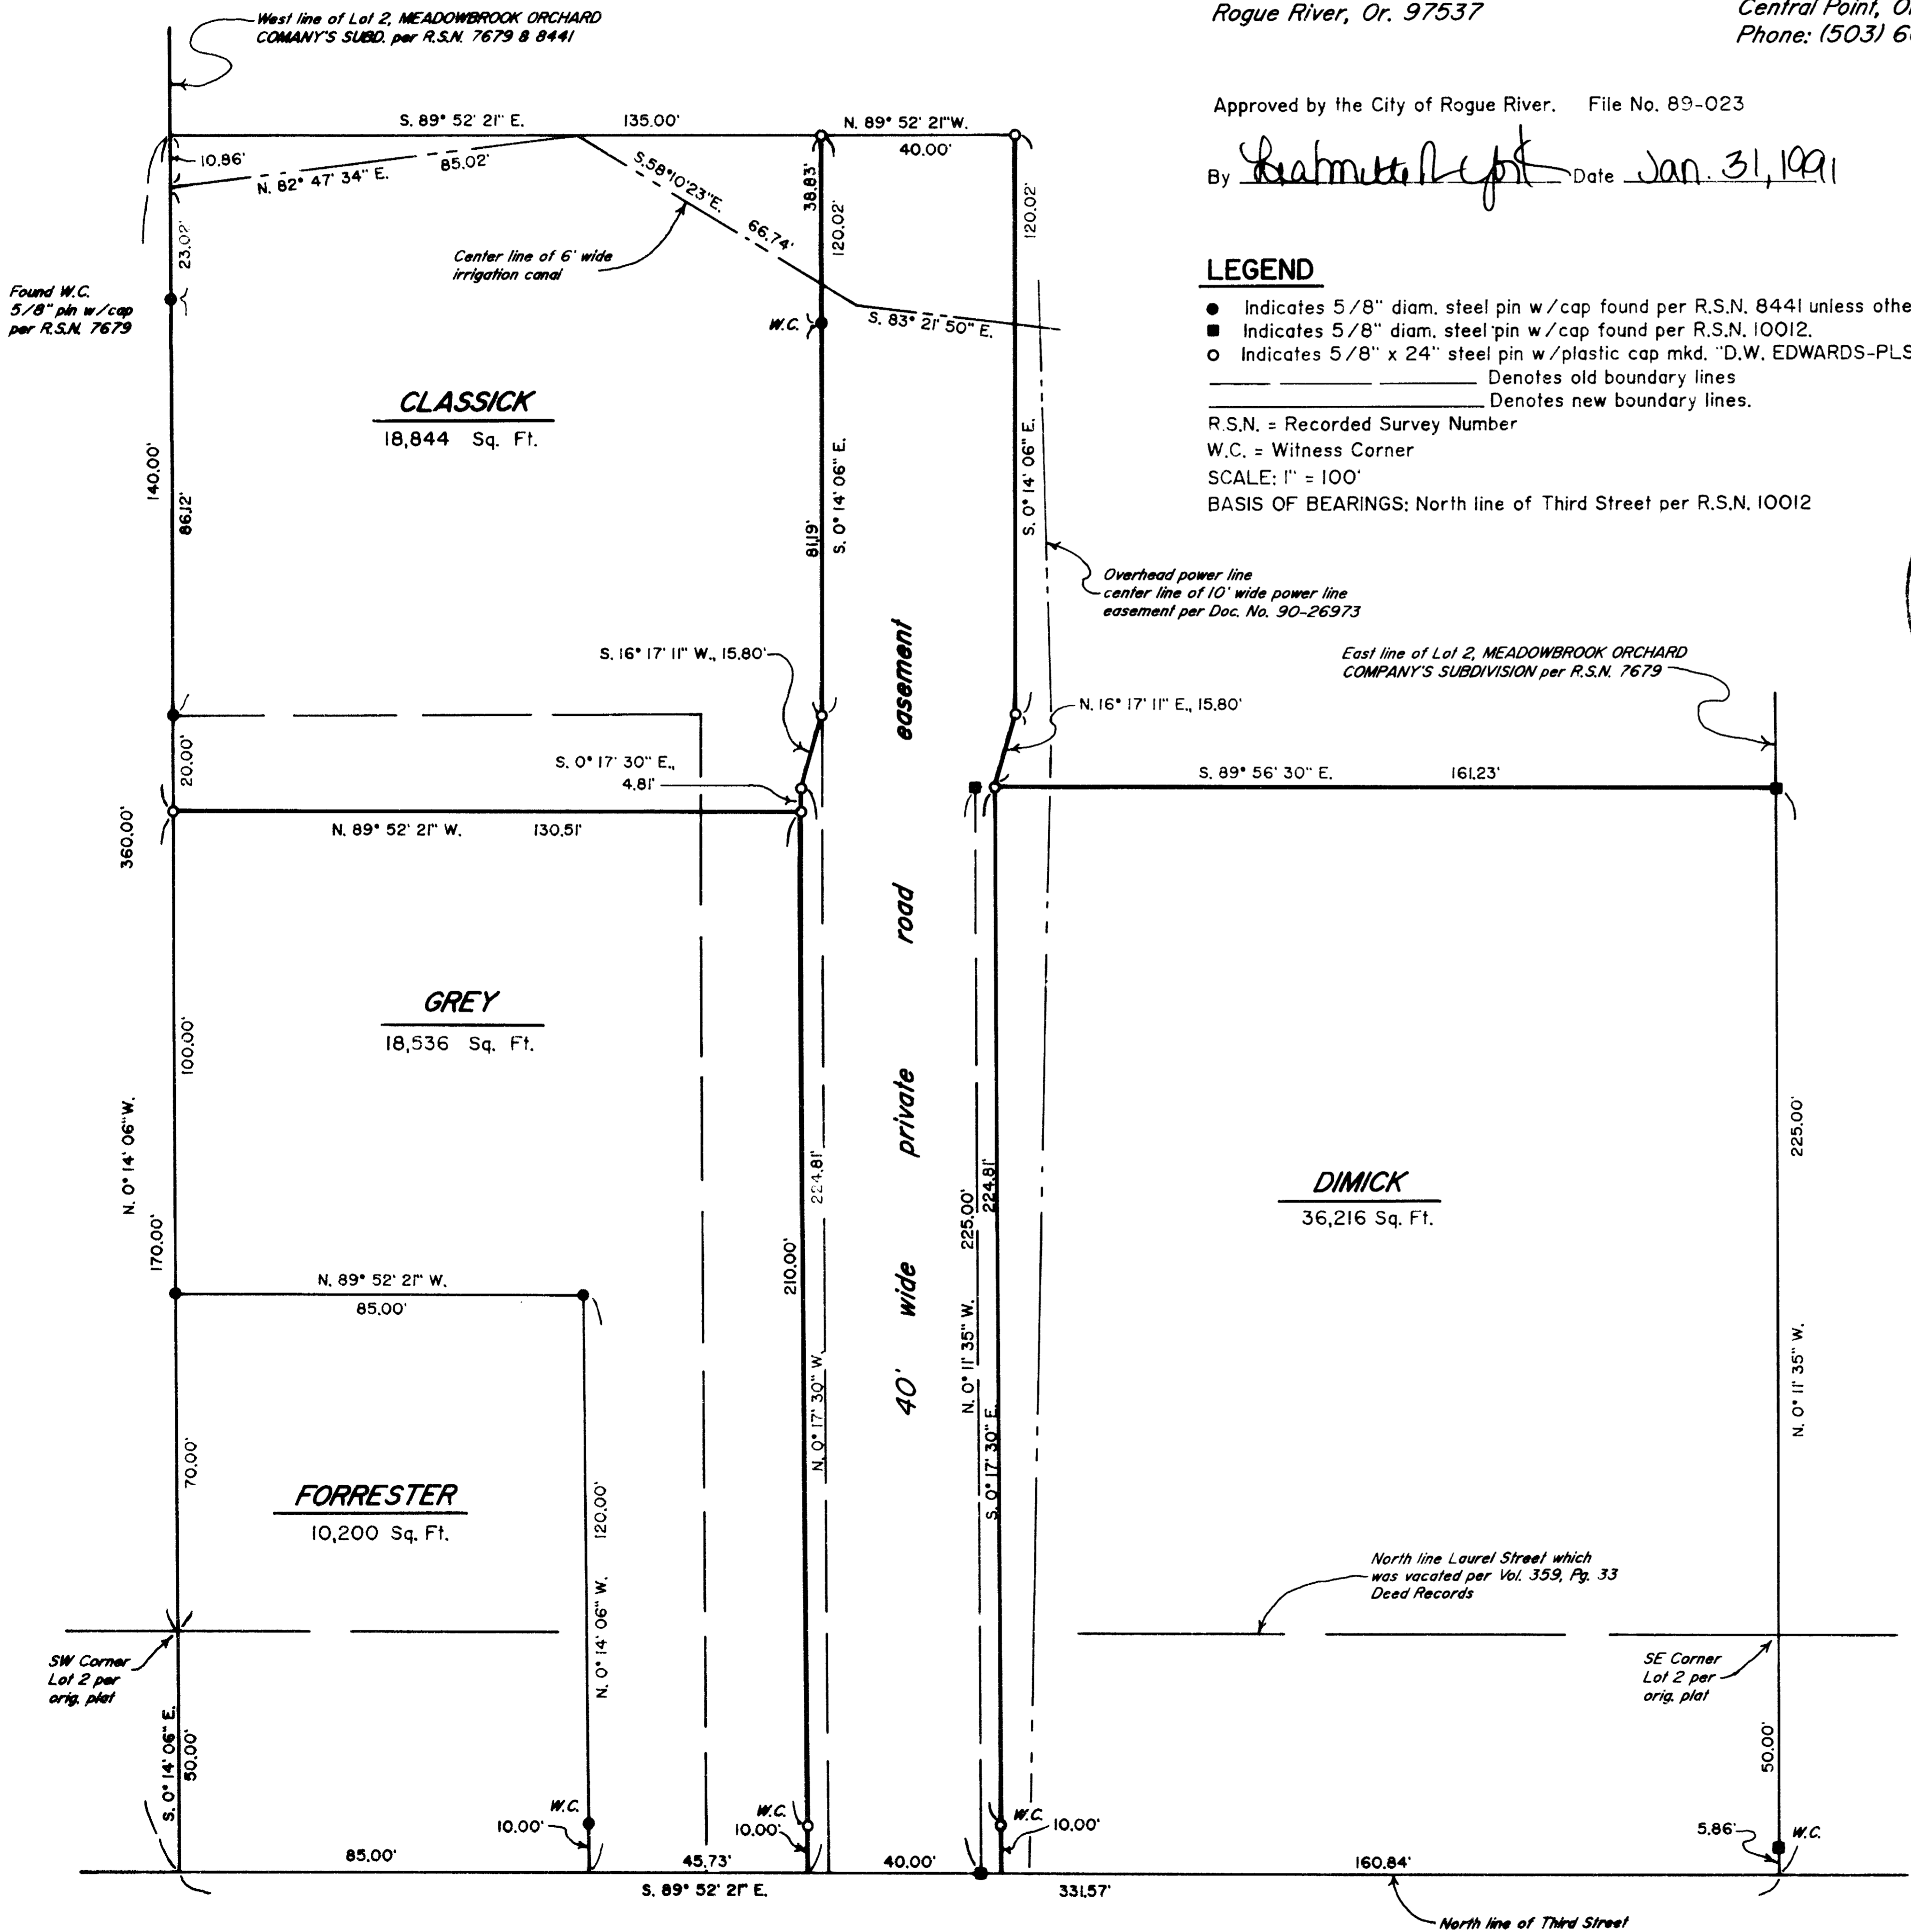 West line of Lot 2, MEADOWBROOK ORCHARD
COMANY'S SUBD. per R.S.N. 7679 & 8441
Rogue River, Or. 97537
Central Point,
Phone: (503)
Approved by the City of Rogue River. File No. 89-023
By Date Jan. 31, 1991
S. 89° 52' 21" E. 135.00'
N. 89° 52' 21" W.
40.00'
10.86'
N. 82° 47' 34" E. 85.02'
S. 58° 10' 23" E. 66.74'
38.83'
120.02'
120.02'
23.02'
Center line of 6' wide
irrigation canal
Found W.C.
5/8" pin w/cap
per R.S.N. 7679
W.C.
S. 83° 21' 50" E.
LEGEND
● Indicates 5/8" diam. steel pin w/cap found per R.S.N. 8441 unless
■ Indicates 5/8" diam. steel pin w/cap found per R.S.N. 10012.
○ Indicates 5/8" x 24" steel pin w/plastic cap mkd. "D.W. EDWARDS-PLS
Denotes old boundary lines
Denotes new boundary lines.
R.S.N. = Recorded Survey Number
W.C. = Witness Corner
SCALE: 1" = 100'
BASIS OF BEARINGS: North line of Third Street per R.S.N. 10012
CLASSICK
18,844 Sq. Ft.
140.00'
86.12'
81.19'
S. 0° 14' 06" E.
S. 0° 14' 06" E.
Overhead power line
center line of 10' wide power line
easement per Doc. No. 90-26973
East line of Lot 2, MEADOWBROOK ORCHARD
COMPANY'S SUBDIVISION per R.S.N. 7679
S. 16° 17' 11" W., 15.80'
N. 16° 17' 11" E., 15.80'
20.00'
S. 0° 17' 30" E.,
4.81'
S. 89° 56' 30" E. 161.23'
360.00'
N. 89° 52' 21" W. 130.51'
40' wide private road easement
GREY
18,536 Sq. Ft.
100.00'
N. 0° 14' 06" W.
170.00'
224.81'
210.00'
N. 0° 17' 30" W.
225.00'
224.81'
N. 0° 11' 35" W.
S. 0° 17' 30" E.
DIMICK
36,216 Sq. Ft.
225.00'
N. 0° 11' 35" W.
N. 89° 52' 21" W.
85.00'
70.00'
FORRESTER
10,200 Sq. Ft.
120.00'
N. 0° 14' 06" W.
North line Laurel Street which
was vacated per Vol. 359, Pg. 33
Deed Records
SW Corner
Lot 2 per
orig. plat
SE Corner
Lot 2 per
orig. plat
S. 0° 14' 06" E.
50.00'
50.00'
W.C.
10.00'
W.C.
10.00'
W.C.
10.00'
5.86'
W.C.
85.00'
45.73'
40.00'
160.84'
S. 89° 52' 21" E. 331.57'
North line of Third Street